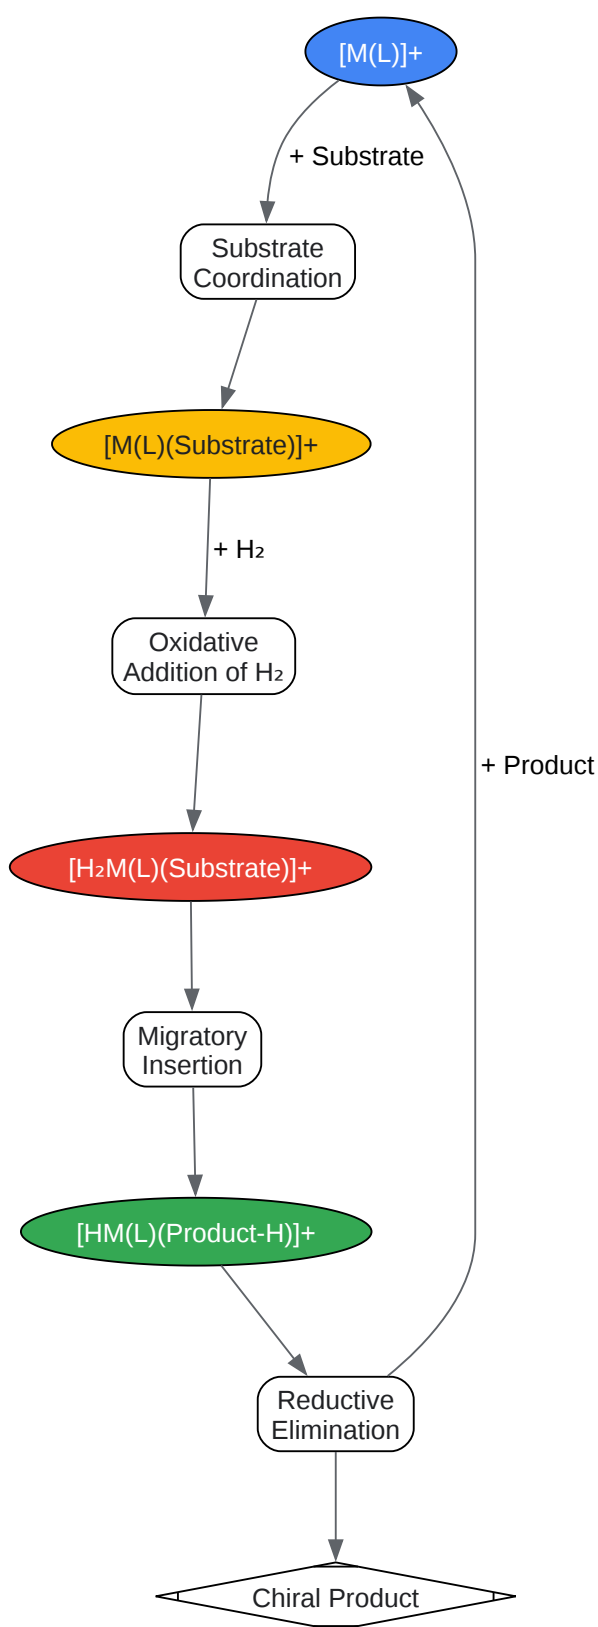 [M(L)]+
+ Substrate
Substrate
Coordination
[M(L)(Substrate)]+
+ H₂
Oxidative
Addition of H₂
+ Product
[H₂M(L)(Substrate)]+
Migratory
Insertion
[HM(L)(Product-H)]+
Reductive
Elimination
Chiral Product